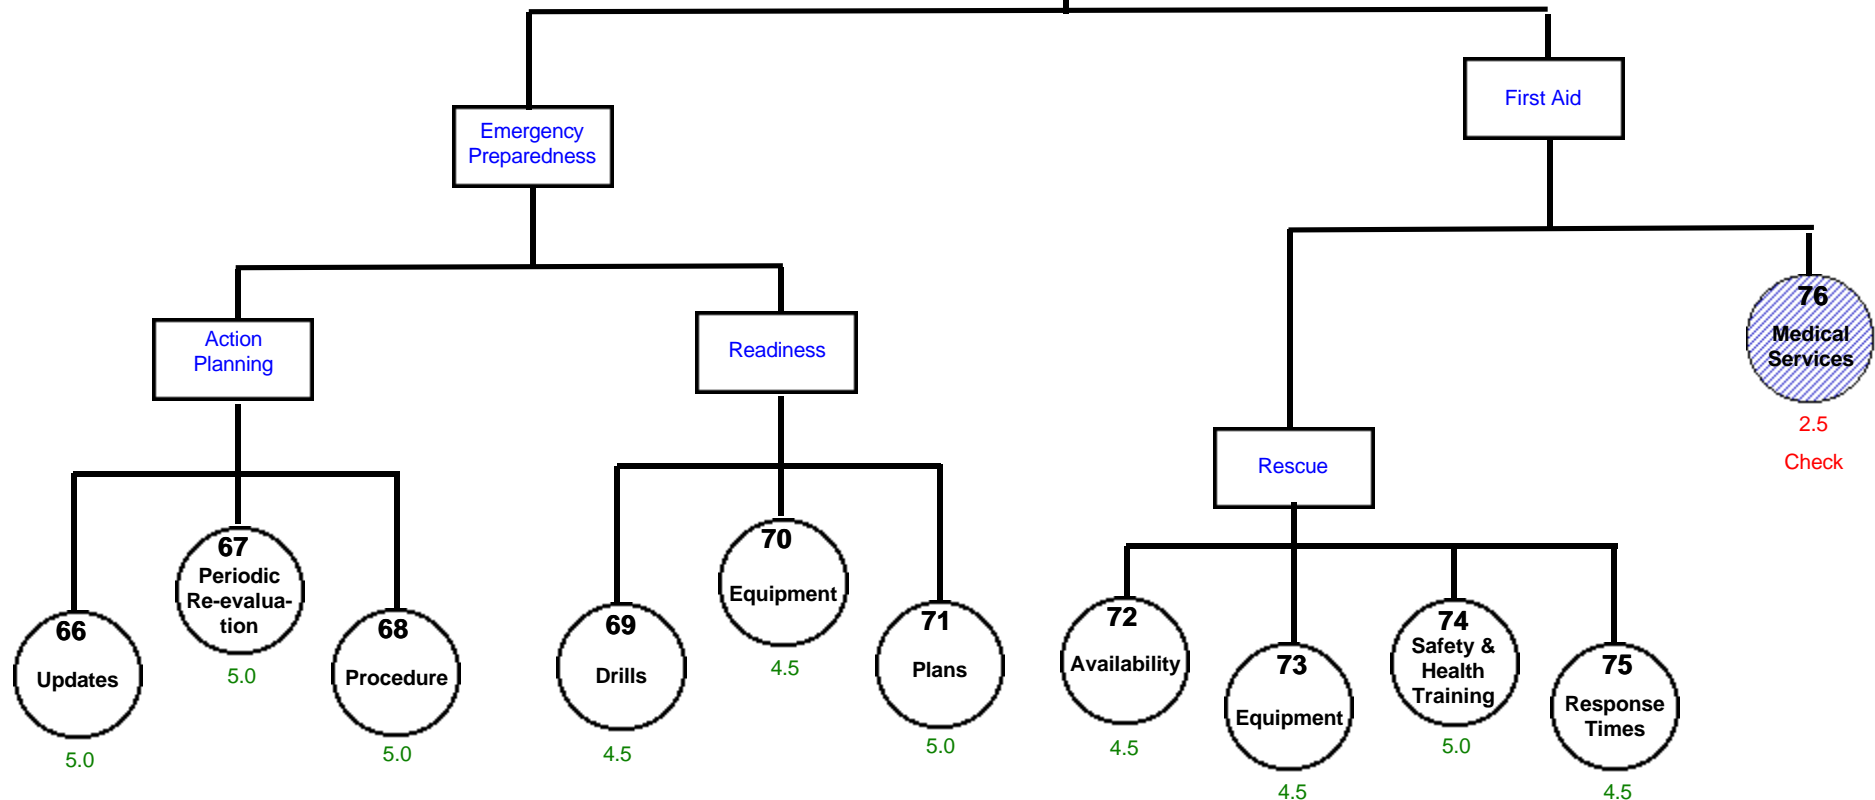 First Aid
Emergency
Preparedness
Action
Planning
Readiness
Rescue
76
Medical
Services
2.5
Check
66
Updates
5.0
67
Periodic
Re-evalua-
tion
5.0
68
Procedure
5.0
69
Drills
4.5
70
Equipment
4.5
71
Plans
5.0
72
Availability
4.5
73
Equipment
4.5
74
Safety &
Health
Training
5.0
75
Response
Times
4.5